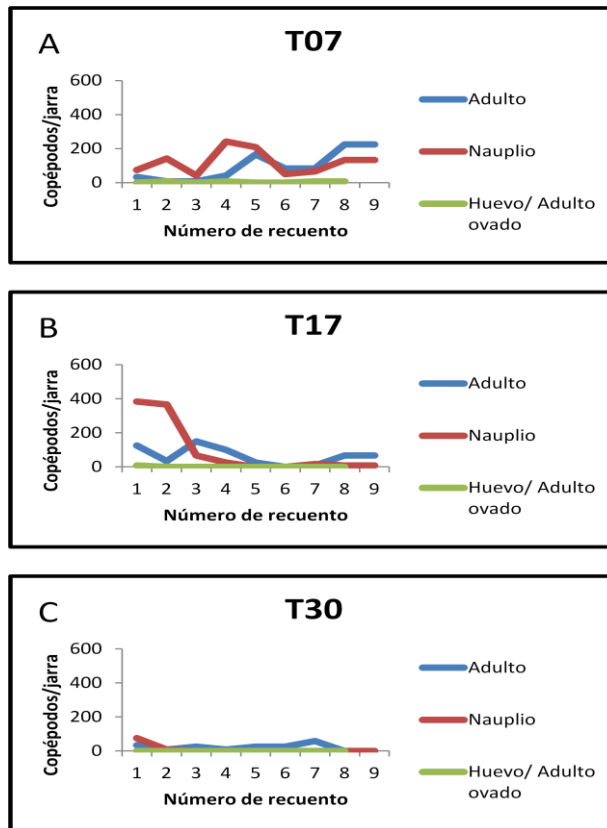 A
T07
Copépodos/jarra
600
400
200
0
1 2 3 4 5 6 7 8 9
Número de recuento
Adulto
Nauplio
Huevo/ Adulto
ovado
B
T17
Copépodos/jarra
600
400
200
0
1 2 3 4 5 6 7 8 9
Número de recuento
Adulto
Nauplio
Huevo/ Adulto
ovado
C
T30
Copépodos/jarra
600
400
200
0
1 2 3 4 5 6 7 8 9
Número de recuento
Adulto
Nauplio
Huevo/ Adulto
ovado